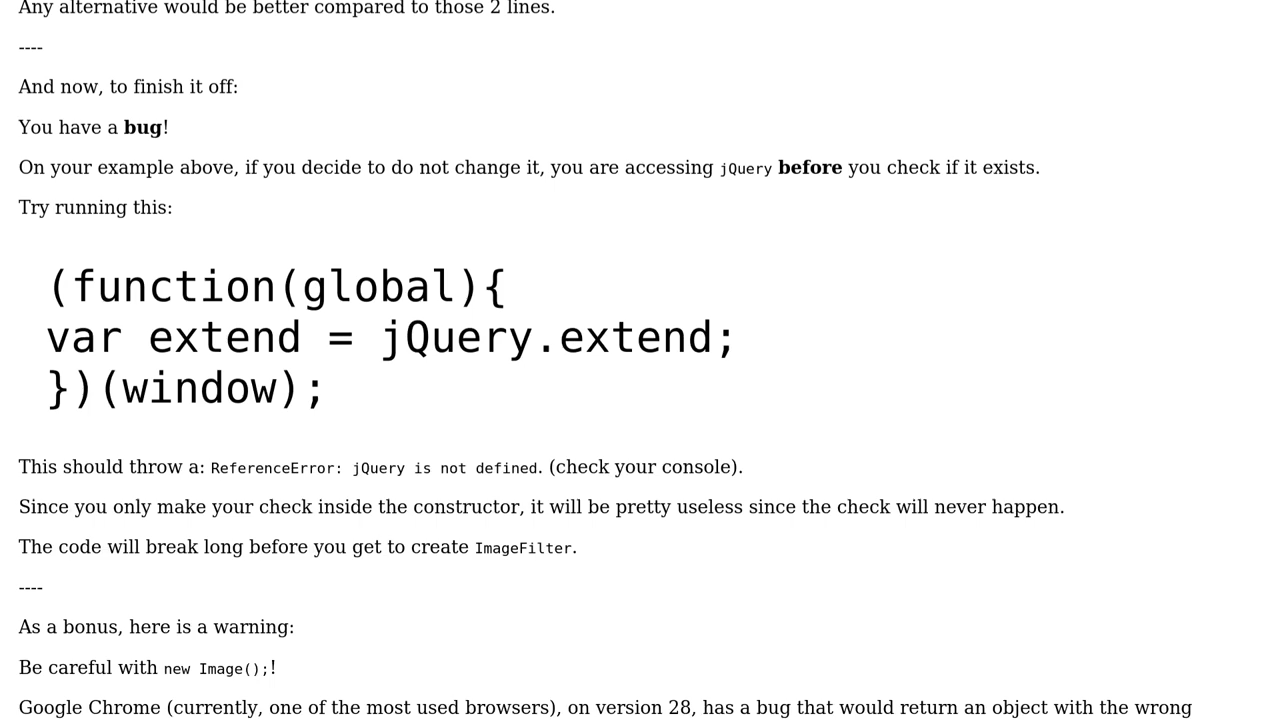 Any alternative would be better compared to those 2 lines.
----
And now, to finish it off:
You have a bug!
On your example above, if you decide to do not change it, you are accessing jQuery before you check if it exists.
Try running this:
(function(global){
var extend = jQuery.extend;
})(window);
This should throw a: ReferenceError: jQuery is not defined. (check your console).
Since you only make your check inside the constructor, it will be pretty useless since the check will never happen.
The code will break long before you get to create ImageFilter.
----
As a bonus, here is a warning:
Be careful with new Image();!
Google Chrome (currently, one of the most used browsers), on version 28, has a bug that would return an object with the wrong